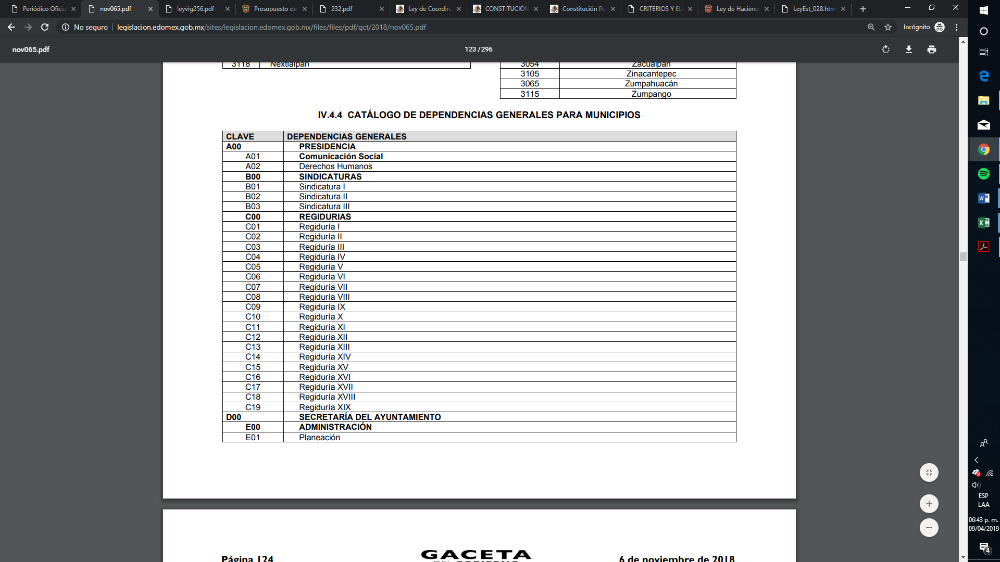 Periódico Oficia
nov065.pdf
leyvig256.pdf
Presupuesto de
232.pdf
Ley de Coordina
CONSTITUCIÓN
Constitución Po
CRITERIOS Y EL
Ley de Haciend
LeyEst_028.htm
No seguro
legislacion.edomex.gob.mx/sites/legislacion.edomex.gob.mx/files/files/pdf/gct/2018/nov065.pdf
Incógnito
nov065.pdf
123 / 296
3118 Nextlalpan
3054 Zacualpan
3105 Zinacantepec
3065 Zumpahuacán
3115 Zumpango
IV.4.4 CATÁLOGO DE DEPENDENCIAS GENERALES PARA MUNICIPIOS
CLAVE DEPENDENCIAS GENERALES
A00 PRESIDENCIA
A01 Comunicación Social
A02 Derechos Humanos
B00 SINDICATURAS
B01 Sindicatura I
B02 Sindicatura II
B03 Sindicatura III
C00 REGIDURIAS
C01 Regiduría I
C02 Regiduría II
C03 Regiduría III
C04 Regiduría IV
C05 Regiduría V
C06 Regiduría VI
C07 Regiduría VII
C08 Regiduría VIII
C09 Regiduría IX
C10 Regiduría X
C11 Regiduría XI
C12 Regiduría XII
C13 Regiduría XIII
C14 Regiduría XIV
C15 Regiduría XV
C16 Regiduría XVI
C17 Regiduría XVII
C18 Regiduría XVIII
C19 Regiduría XIX
D00 SECRETARÍA DEL AYUNTAMIENTO
E00 ADMINISTRACIÓN
E01 Planeación
Página 124
GACETA
DEL GOBIERNO
6 de noviembre de 2018
ESP
LAA
06:43 p. m.
09/04/2019
4